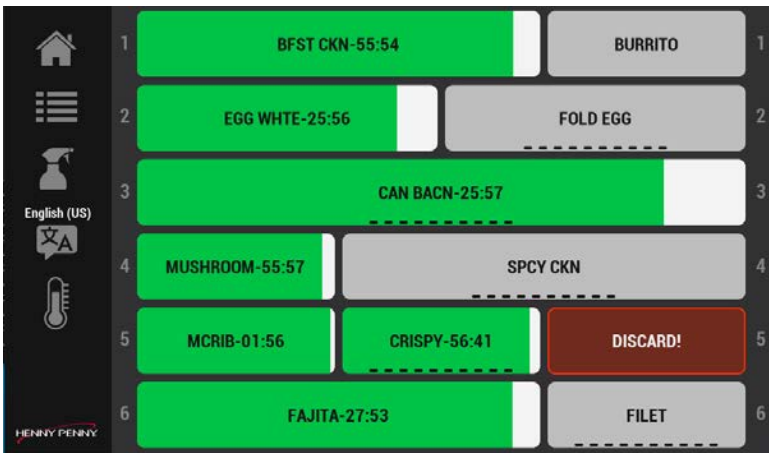 1 BFST CKN-55:54 BURRITO 1
2 EGG WHTE-25:56 FOLD EGG 2
3 CAN BACN-25:57 3
English (US)
文A
4 MUSHROOM-55:57 SPCY CKN 4
5 MCRIB-01:56 CRISPY-56:41 DISCARD! 5
6 FAJITA-27:53 FILET 6
HENNY PENNY